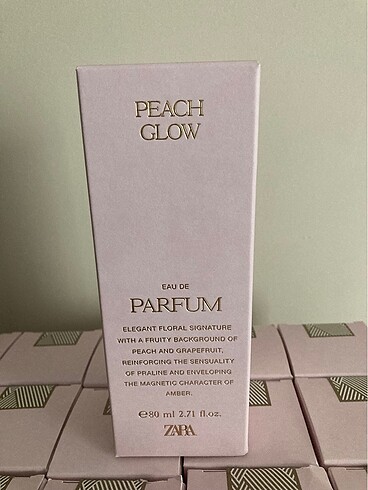 PEACH
GLOW
EAU DE
PARFUM
ELEGANT FLORAL SIGNATURE
WITH A FRUITY BACKGROUND OF
PEACH AND GRAPEFRUIT,
REINFORCING THE SENSUALITY
OF PRALINE AND ENVELOPING
THE MAGNETIC CHARACTER OF
AMBER.
℮80 ml 2.71 fl.oz.
ZARA